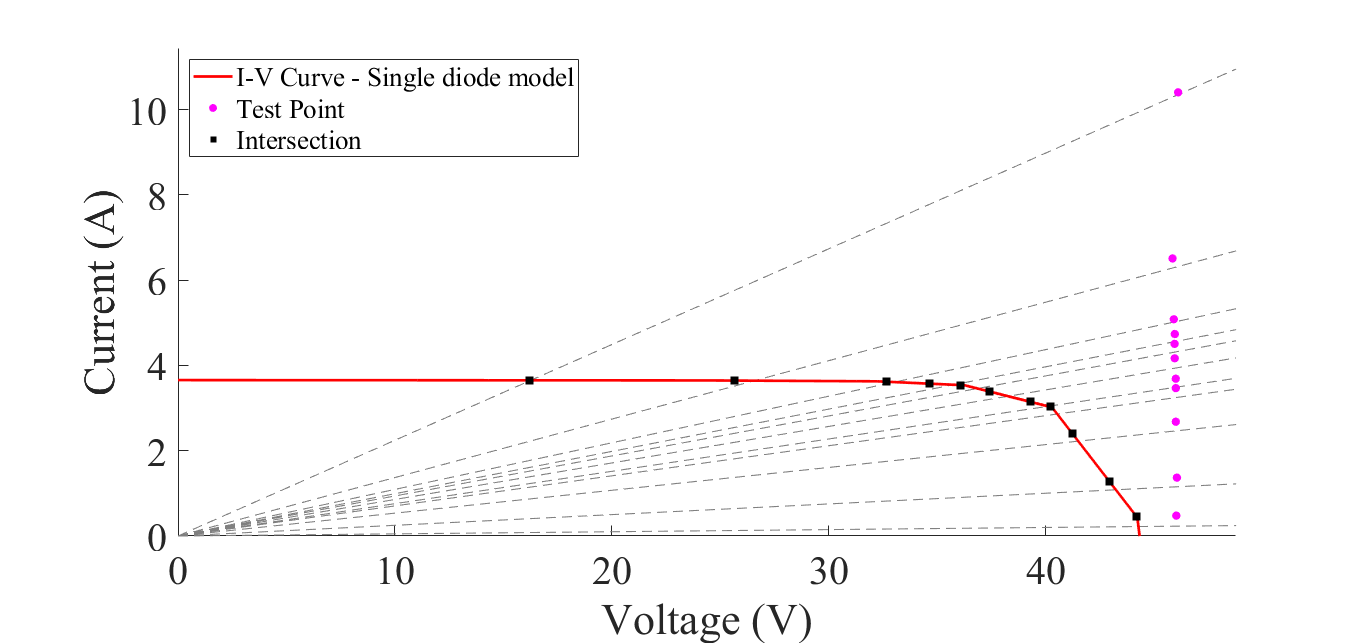 I-V Curve - Single diode model
Test Point
Intersection
10
8
6
4
2
0
Current (A)
0 10 20 30 40
Voltage (V)